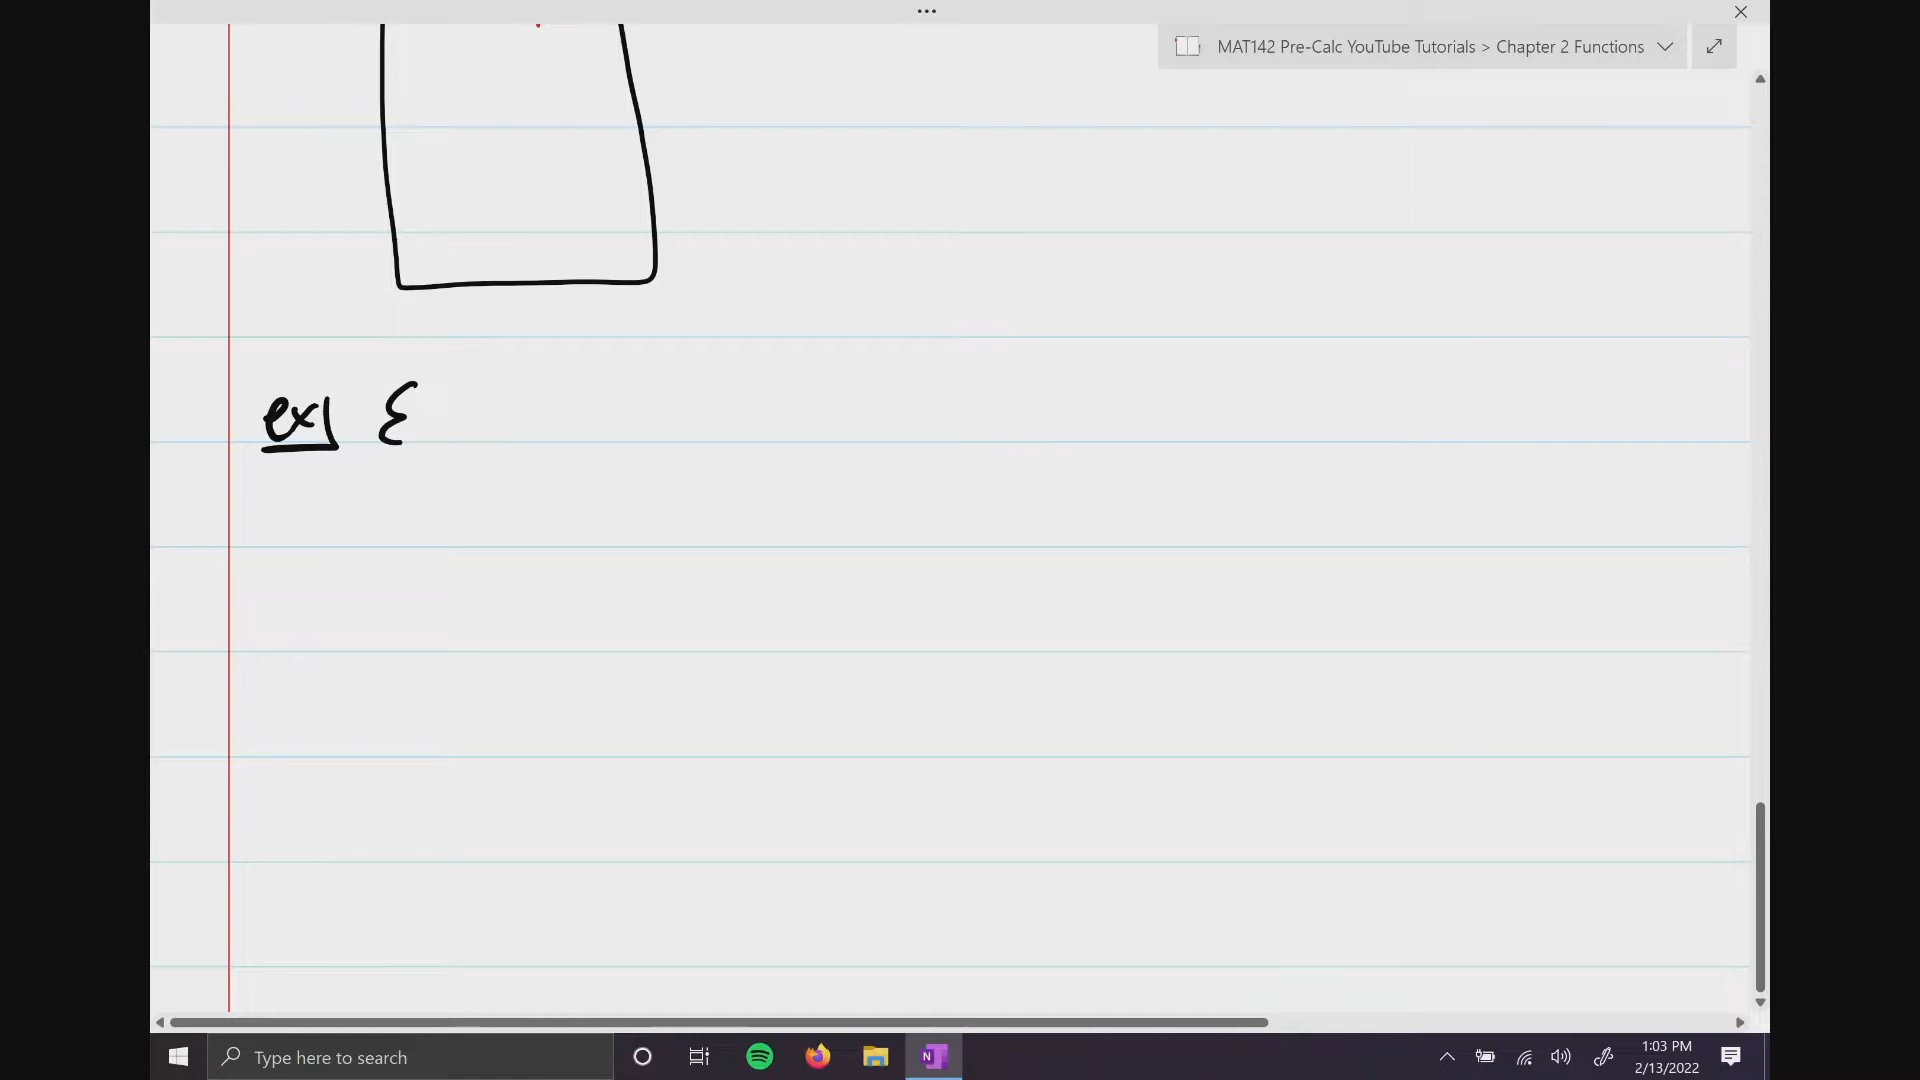 MAT142 Pre-Calc YouTube Tutorials > Chapter 2 Functions
ex) {
Type here to search
N
1:03 PM
2/13/2022